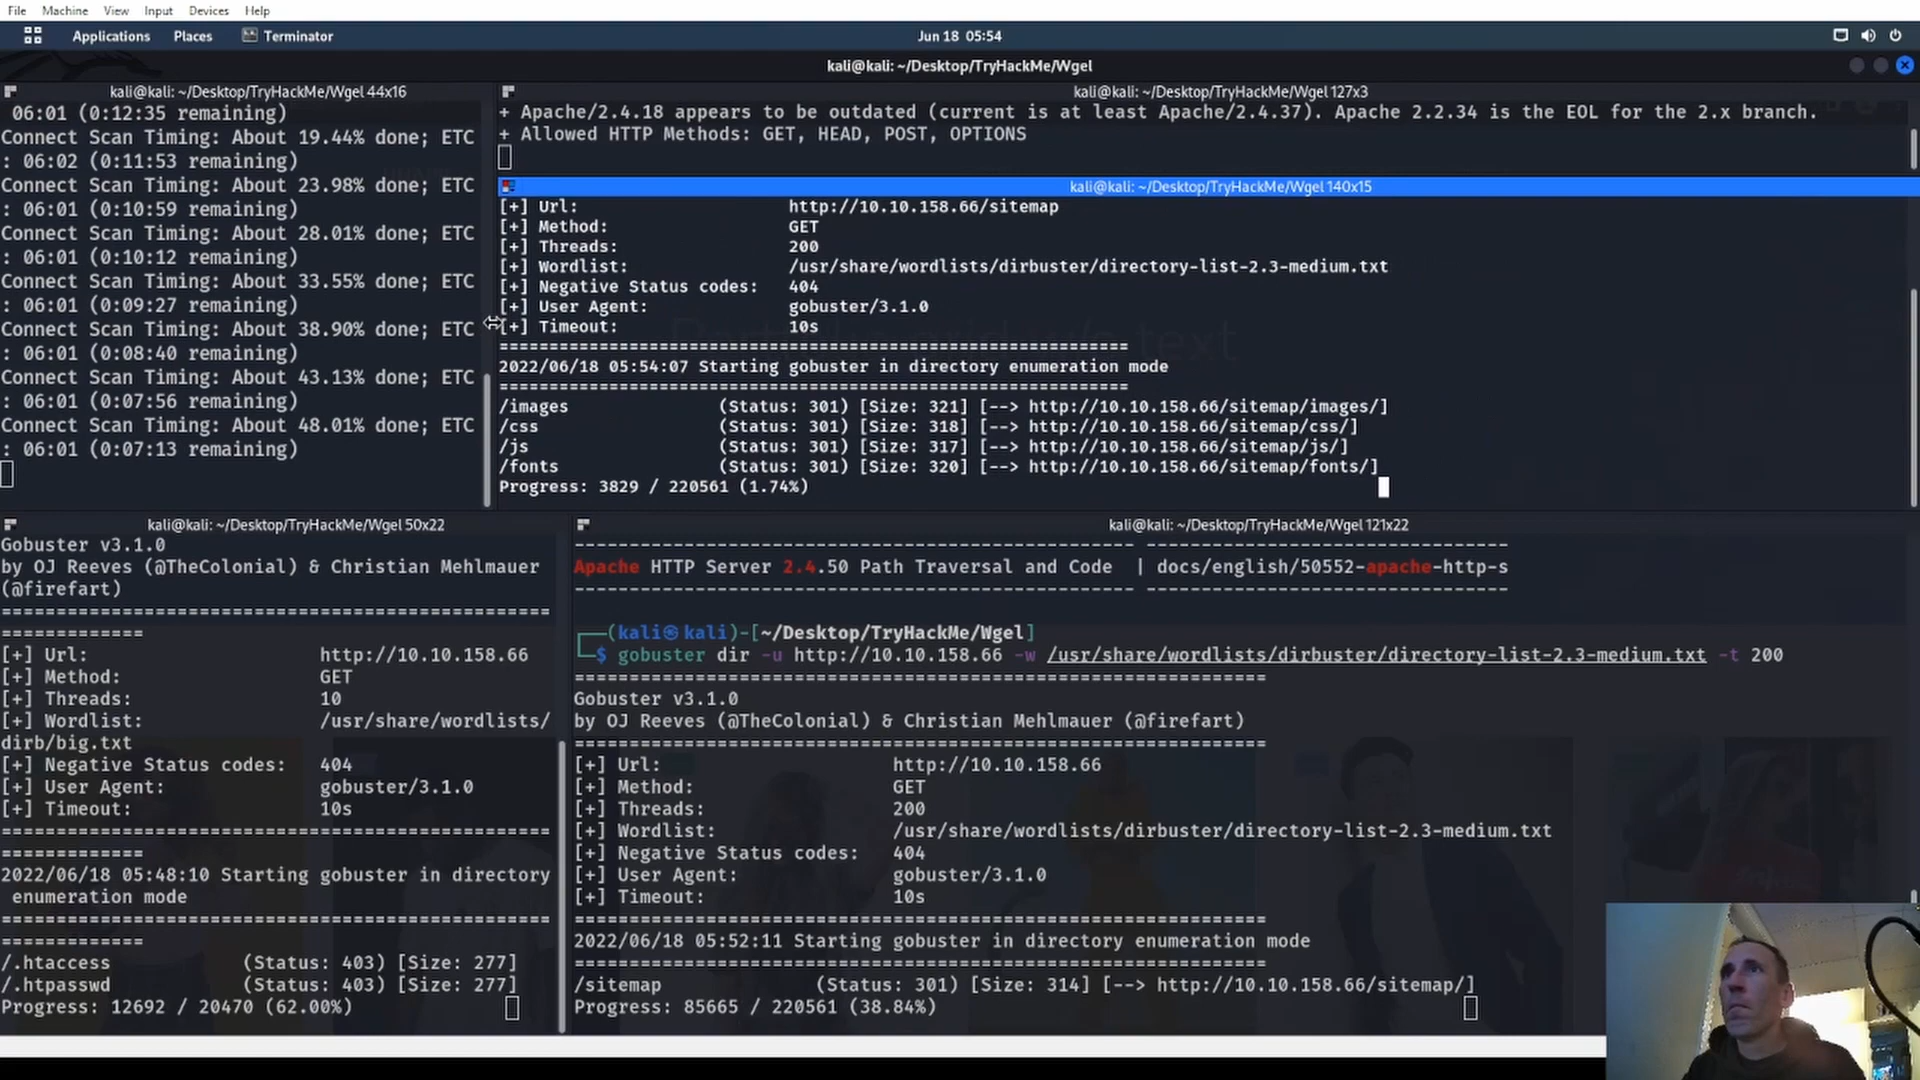 File Machine View Input Devices Help
Applications Places Terminator Jun 18 05:54
kali@kali: ~/Desktop/TryHackMe/Wgel
kali@kali: ~/Desktop/TryHackMe/Wgel 44x16
06:01 (0:12:35 remaining)
Connect Scan Timing: About 19.44% done; ETC
: 06:02 (0:11:53 remaining)
Connect Scan Timing: About 23.98% done; ETC
: 06:01 (0:10:59 remaining)
Connect Scan Timing: About 28.01% done; ETC
: 06:01 (0:10:12 remaining)
Connect Scan Timing: About 33.55% done; ETC
: 06:01 (0:09:27 remaining)
Connect Scan Timing: About 38.90% done; ETC
: 06:01 (0:08:40 remaining)
Connect Scan Timing: About 43.13% done; ETC
: 06:01 (0:07:56 remaining)
Connect Scan Timing: About 48.01% done; ETC
: 06:01 (0:07:13 remaining)
kali@kali: ~/Desktop/TryHackMe/Wgel 127x3
+ Apache/2.4.18 appears to be outdated (current is at least Apache/2.4.37). Apache 2.2.34 is the EOL for the 2.x branch.
+ Allowed HTTP Methods: GET, HEAD, POST, OPTIONS
kali@kali: ~/Desktop/TryHackMe/Wgel 140x15
[+] Url: http://10.10.158.66/sitemap
[+] Method: GET
[+] Threads: 200
[+] Wordlist: /usr/share/wordlists/dirbuster/directory-list-2.3-medium.txt
[+] Negative Status codes: 404
[+] User Agent: gobuster/3.1.0
[+] Timeout: 10s
===============================================================
2022/06/18 05:54:07 Starting gobuster in directory enumeration mode
===============================================================
/images (Status: 301) [Size: 321] [--> http://10.10.158.66/sitemap/images/]
/css (Status: 301) [Size: 318] [--> http://10.10.158.66/sitemap/css/]
/js (Status: 301) [Size: 317] [--> http://10.10.158.66/sitemap/js/]
/fonts (Status: 301) [Size: 320] [--> http://10.10.158.66/sitemap/fonts/]
Progress: 3829 / 220561 (1.74%)
kali@kali: ~/Desktop/TryHackMe/Wgel 50x22
Gobuster v3.1.0
by OJ Reeves (@TheColonial) & Christian Mehlmauer
(@firefart)
==================================================
=============
[+] Url: http://10.10.158.66
[+] Method: GET
[+] Threads: 10
[+] Wordlist: /usr/share/wordlists/
dirb/big.txt
[+] Negative Status codes: 404
[+] User Agent: gobuster/3.1.0
[+] Timeout: 10s
==================================================
=============
2022/06/18 05:48:10 Starting gobuster in directory
enumeration mode
==================================================
=============
/.htaccess (Status: 403) [Size: 277]
/.htpasswd (Status: 403) [Size: 277]
Progress: 12692 / 20470 (62.00%)
kali@kali: ~/Desktop/TryHackMe/Wgel 121x22
---------------------------------------------------- ---------------------------------
Apache HTTP Server 2.4.50 Path Traversal and Code | docs/english/50552-apache-http-s
---------------------------------------------------- ---------------------------------
┌──(kali㉿kali)-[~/Desktop/TryHackMe/Wgel]
└─$ gobuster dir -u http://10.10.158.66 -w /usr/share/wordlists/dirbuster/directory-list-2.3-medium.txt -t 200
===============================================================
Gobuster v3.1.0
by OJ Reeves (@TheColonial) & Christian Mehlmauer (@firefart)
===============================================================
[+] Url: http://10.10.158.66
[+] Method: GET
[+] Threads: 200
[+] Wordlist: /usr/share/wordlists/dirbuster/directory-list-2.3-medium.txt
[+] Negative Status codes: 404
[+] User Agent: gobuster/3.1.0
[+] Timeout: 10s
===============================================================
2022/06/18 05:52:11 Starting gobuster in directory enumeration mode
===============================================================
/sitemap (Status: 301) [Size: 314] [--> http://10.10.158.66/sitemap/]
Progress: 85665 / 220561 (38.84%)